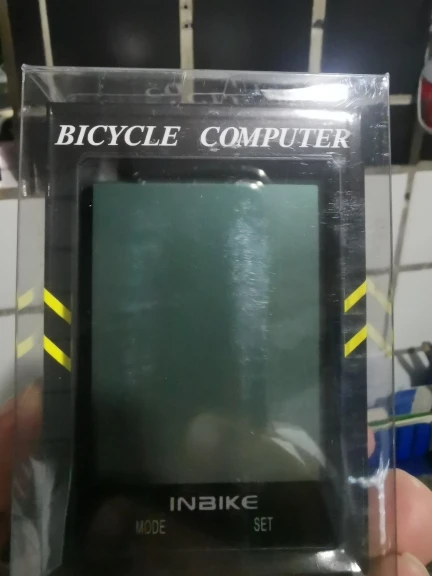 BICYCLE COMPUTER
INBIKE
MODE SET